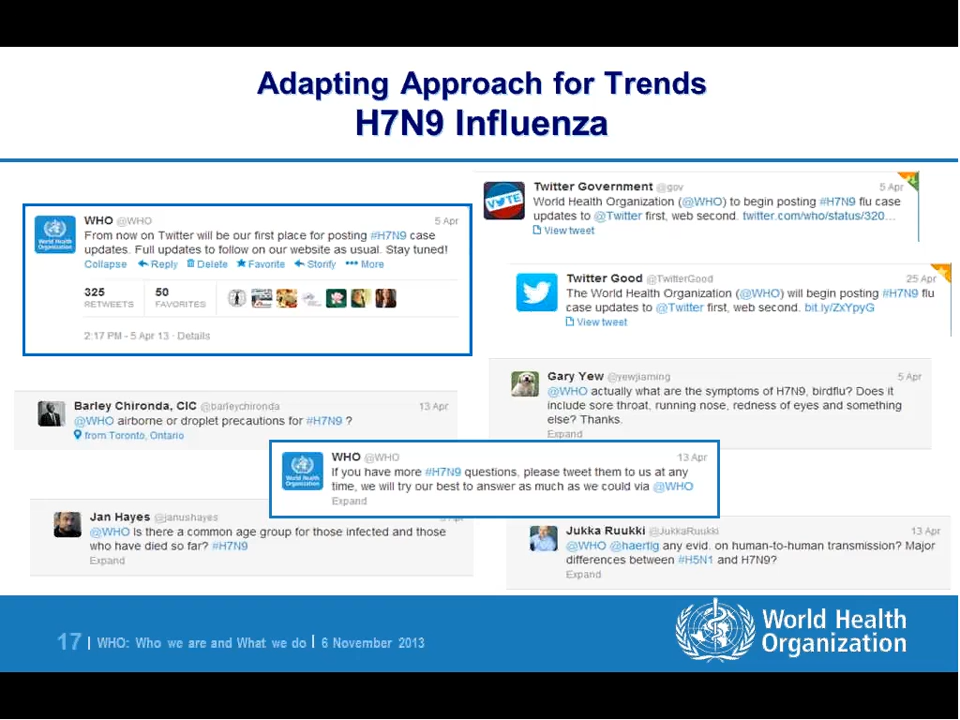 Adapting Approach for Trends
H7N9 Influenza
WHO @WHO 5 Apr
From now on Twitter will be our first place for posting #H7N9 case
updates. Full updates to follow on our website as usual. Stay tuned!
Collapse Reply Delete Favorite Storify More
325 50
RETWEETS FAVORITES
2:17 PM - 5 Apr 13 · Details
World Health
Organization
VOTE
Twitter Government @gov 5 Apr
World Health Organization (@WHO) to begin posting #H7N9 flu case
updates to @Twitter first, web second. twitter.com/who/status/320...
View tweet
Twitter Good @TwitterGood 25 Apr
The World Health Organization (@WHO) will begin posting #H7N9 flu
case updates to @Twitter first, web second. bit.ly/ZxYpyG
View tweet
Gary Yew @yewjiaming 5 Apr
@WHO actually what are the symptoms of H7N9, birdflu? Does it
include sore throat, running nose, redness of eyes and something
else? Thanks.
Expand
Barley Chironda, CIC @barleychironda 13 Apr
@WHO airborne or droplet precautions for #H7N9 ?
from Toronto, Ontario
WHO @WHO 13 Apr
If you have more #H7N9 questions, please tweet them to us at any
time, we will try our best to answer as much as we could via @WHO
Expand
World Health
Organization
Jan Hayes @janushayes
@WHO Is there a common age group for those infected and those
who have died so far? #H7N9
Expand
Jukka Ruukki @JukkaRuukki 13 Apr
@WHO @haertig any evid. on human-to-human transmission? Major
differences between #H5N1 and H7N9?
Expand
17 | WHO: Who we are and What we do | 6 November 2013
World Health
Organization